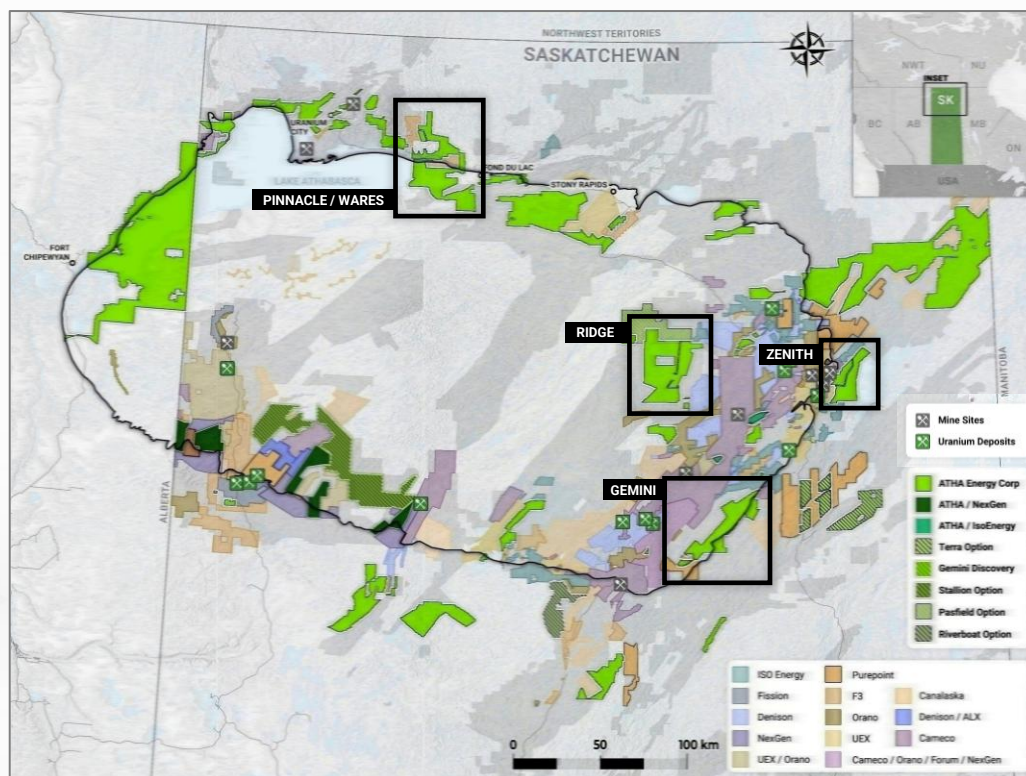 NORTHWEST TERITORIES
SASKATCHEWAN
NWT
NU
INSET
SK
BC
AB
MB
ON
USA
URANIUM
CITY
LAKE ATHABASCA
FOND DU LAC
STONY RAPIDS
PINNACLE / WARES
FORT
CHIPEWYAN
RIDGE
ZENITH
GEMINI
ALBERTA
MANITOBA
Mine Sites
Uranium Deposits
ATHA Energy Corp
ATHA / NexGen
ATHA / IsoEnergy
Terra Option
Gemini Discovery
Stallion Option
Pasfield Option
Riverboat Option
ISO Energy
Fission
Denison
NexGen
UEX / Orano
Purepoint
F3
Orano
UEX
Cameco / Orano / Forum / NexGen
Canalaska
Denison / ALX
Cameco
0 50 100 km